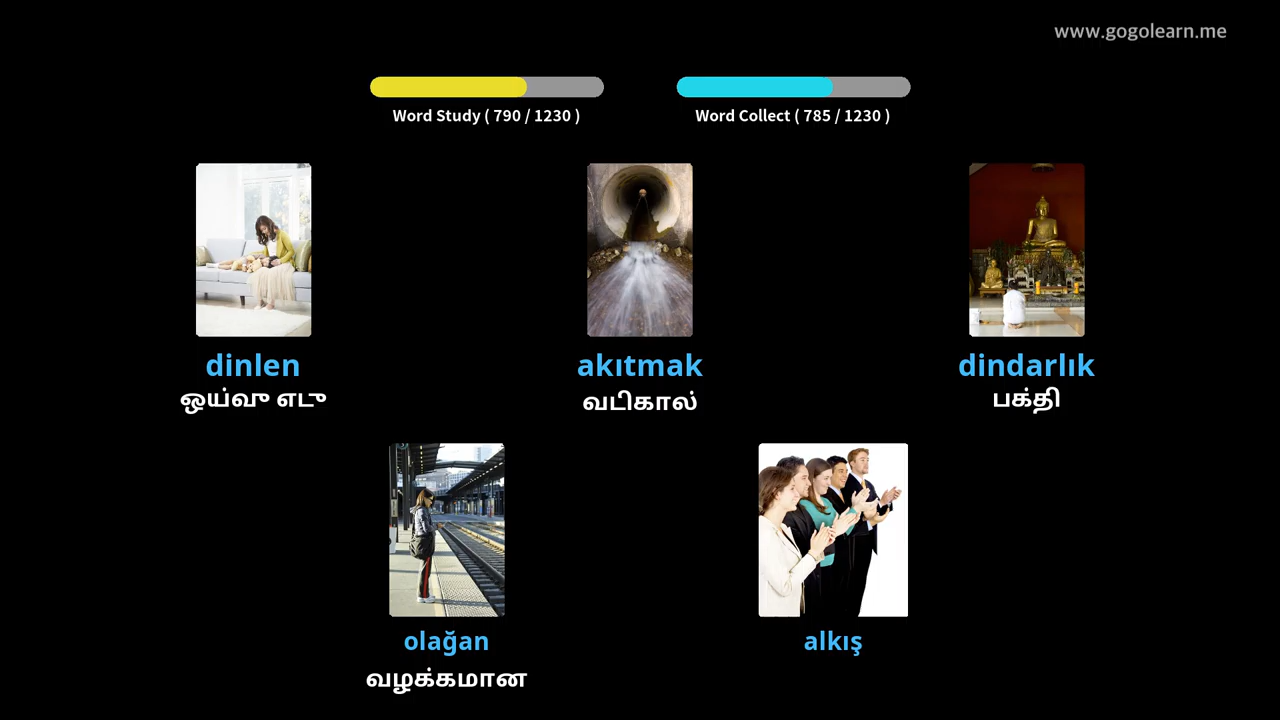 www.gogolearn.me
Word Study ( 790 / 1230 )
Word Collect ( 785 / 1230 )
dinlen
ஒய்வு எடு
akıtmak
வடிகால்
dindarlık
பக்தி
olağan
வழக்கமான
alkış